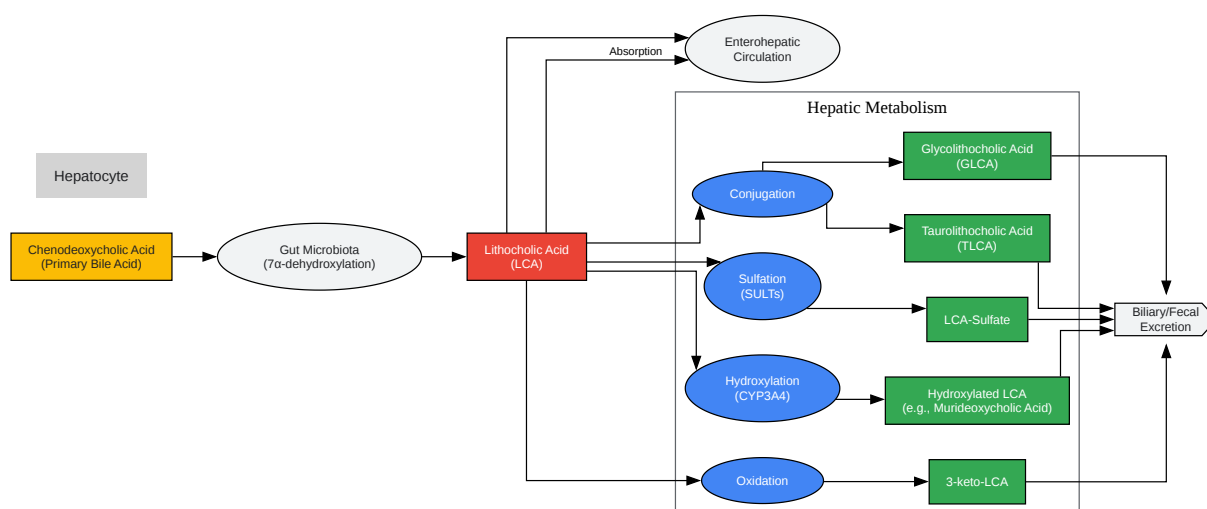 Enterohepatic
Circulation
Absorption
Hepatic Metabolism
Hepatocyte
Glycolithocholic Acid
(GLCA)
Conjugation
Chenodeoxycholic Acid
(Primary Bile Acid)
Gut Microbiota
(7α-dehydroxylation)
Lithocholic Acid
(LCA)
Taurolithocholic Acid
(TLCA)
Sulfation
(SULTs)
LCA-Sulfate
Biliary/Fecal
Excretion
Hydroxylation
(CYP3A4)
Hydroxylated LCA
(e.g., Murideoxycholic Acid)
Oxidation
3-keto-LCA